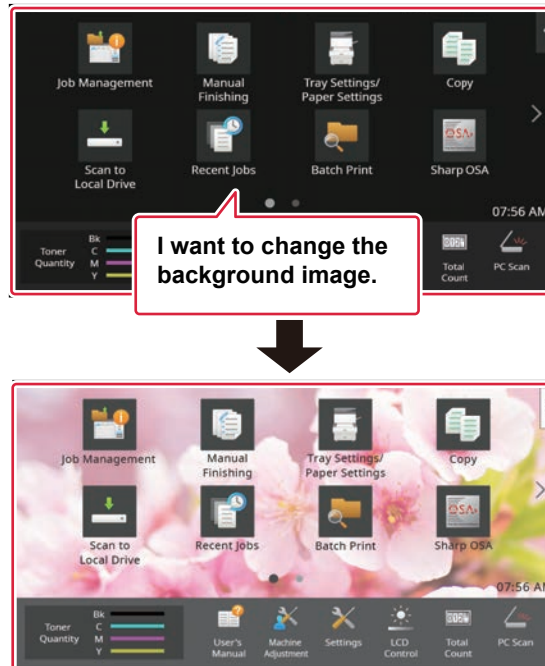 Job Management
Manual
Finishing
Tray Settings/
Paper Settings
Copy
Scan to
Local Drive
Recent Jobs
Batch Print
OSA
Sharp OSA
07:56 AM
Toner
Quantity
Bk
C
M
Y
Total
Count
PC Scan
I want to change the
background image.
Job Management
Manual
Finishing
Tray Settings/
Paper Settings
Copy
Scan to
Local Drive
Recent Jobs
Batch Print
OSA
Sharp OSA
07:56 AM
Toner
Quantity
Bk
C
M
Y
User's
Manual
Machine
Adjustment
Settings
LCD
Control
Total
Count
PC Scan